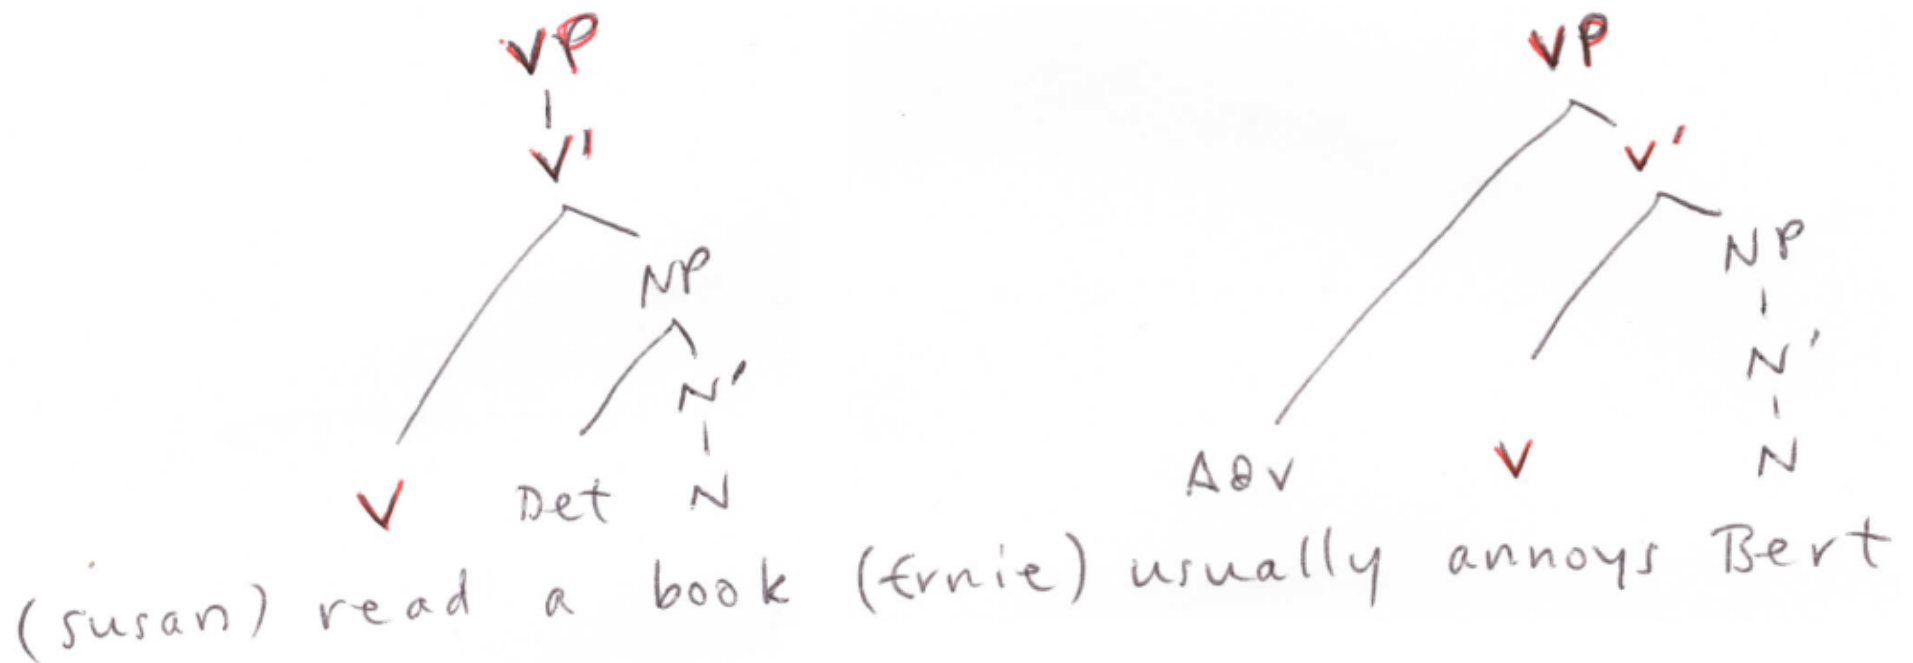 VP VP
V' V'
NP NP
N' N'
V Det N Adv V N
(susan) read a book (Ernie) usually annoys Bert